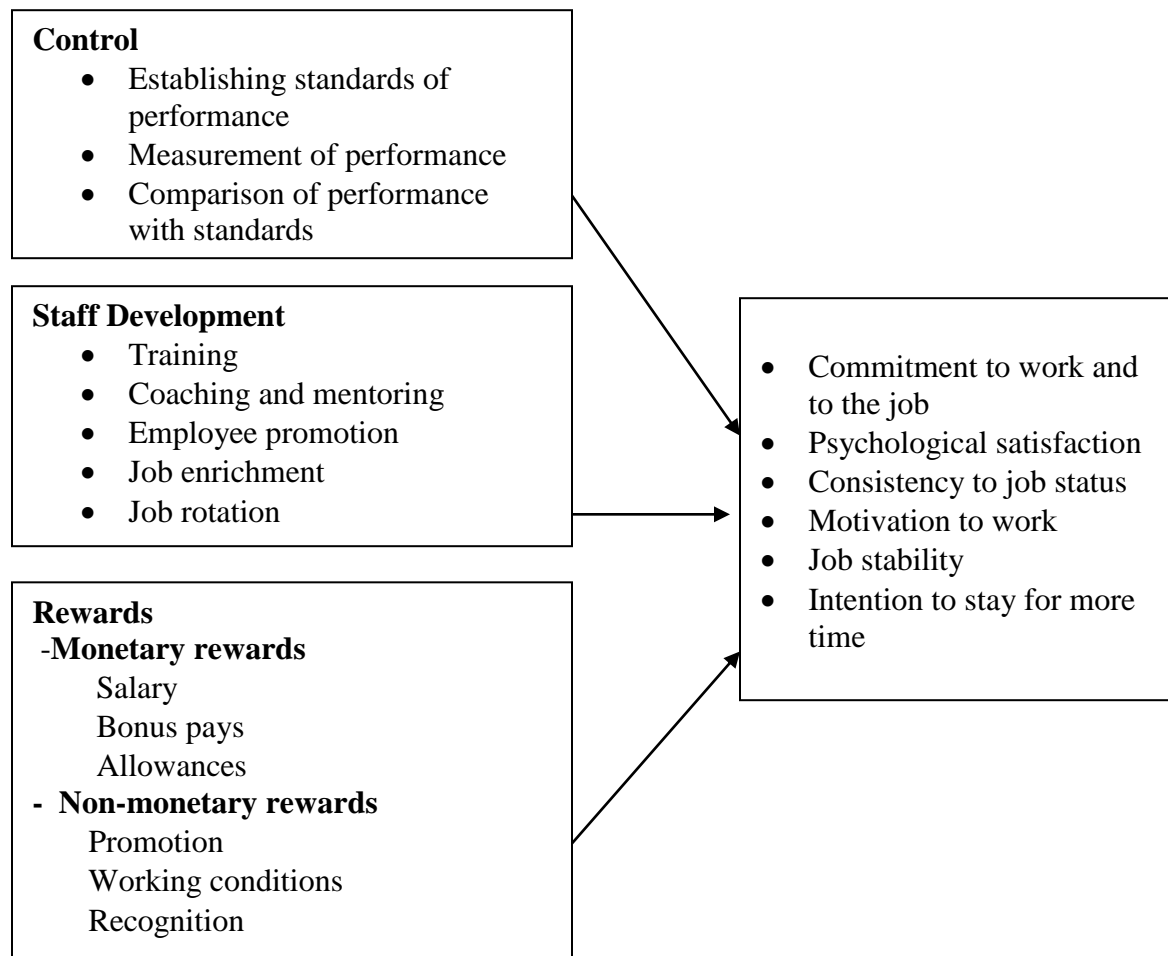 Control
• Establishing standards of
performance
• Measurement of performance
• Comparison of performance
with standards
Staff Development
• Training
• Coaching and mentoring
• Employee promotion
• Job enrichment
• Job rotation
Rewards
-Monetary rewards
Salary
Bonus pays
Allowances
- Non-monetary rewards
Promotion
Working conditions
Recognition
• Commitment to work and
to the job
• Psychological satisfaction
• Consistency to job status
• Motivation to work
• Job stability
• Intention to stay for more
time